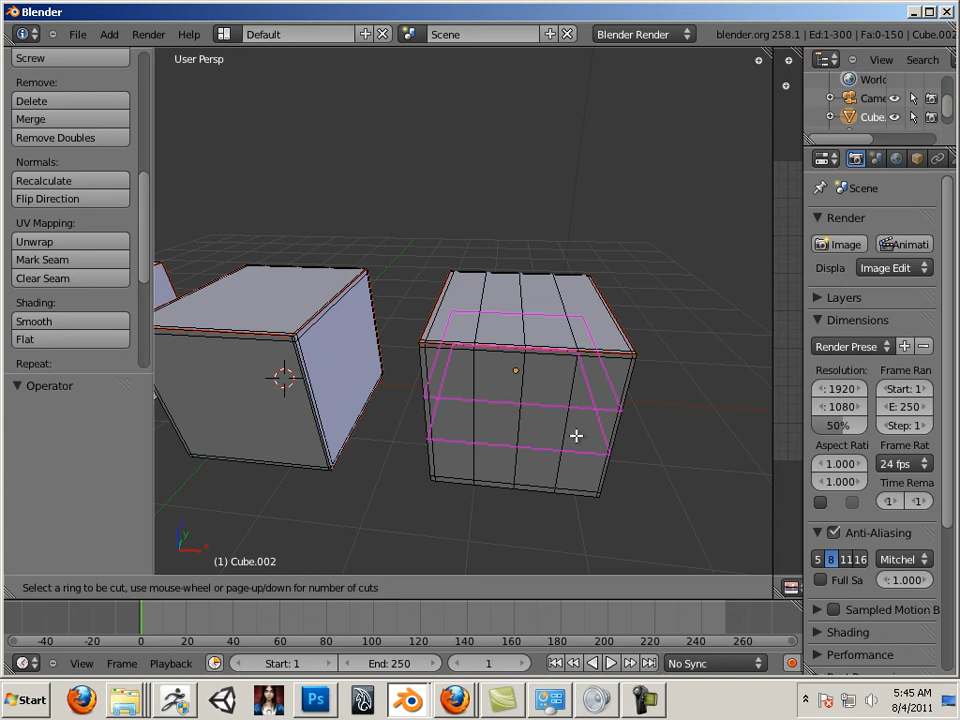 Blender
File Add Render Help Default Scene Blender Render blender.org 258.1 | Ed:1-300 | Fa:0-150 | Cube.002
Screw
Remove:
Delete
Merge
Remove Doubles
Normals:
Recalculate
Flip Direction
UV Mapping:
Unwrap
Mark Seam
Clear Seam
Shading:
Smooth
Flat
Repeat:
Operator
User Persp
(1) Cube.002
Select a ring to be cut, use mouse-wheel or page-up/down for number of cuts
View Search
World
Came
Cube.
Scene
Render
Image Animati
Displa Image Edit
Layers
Dimensions
Render Prese
Resolution: Frame Ran
: 1920 Start: 1
: 1080 E: 250
50% Step: 1
Aspect Rati Frame Rat
1.000 24 fps
1.000 Time Rema
1 1
Anti-Aliasing
5 8 11 16 Mitchel
Full Sa : 1.000
Sampled Motion B
Shading
Performance
-40 -20 0 20 40 60 80 100 120 140 160 180 200 220 240 260
View Frame Playback Start: 1 End: 250 1 No Sync
Start Ps 5:45 AM
8/4/2011